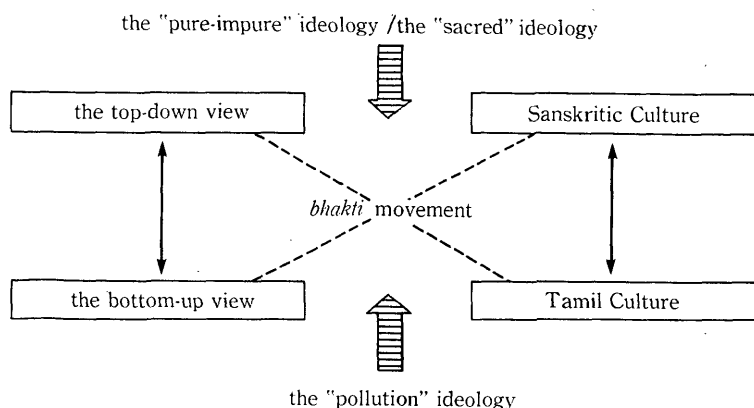 the "pure-impure" ideology /the "sacred" ideology
the top-down view
Sanskritic Culture
bhakti movement
the bottom-up view
Tamil Culture
the "pollution" ideology